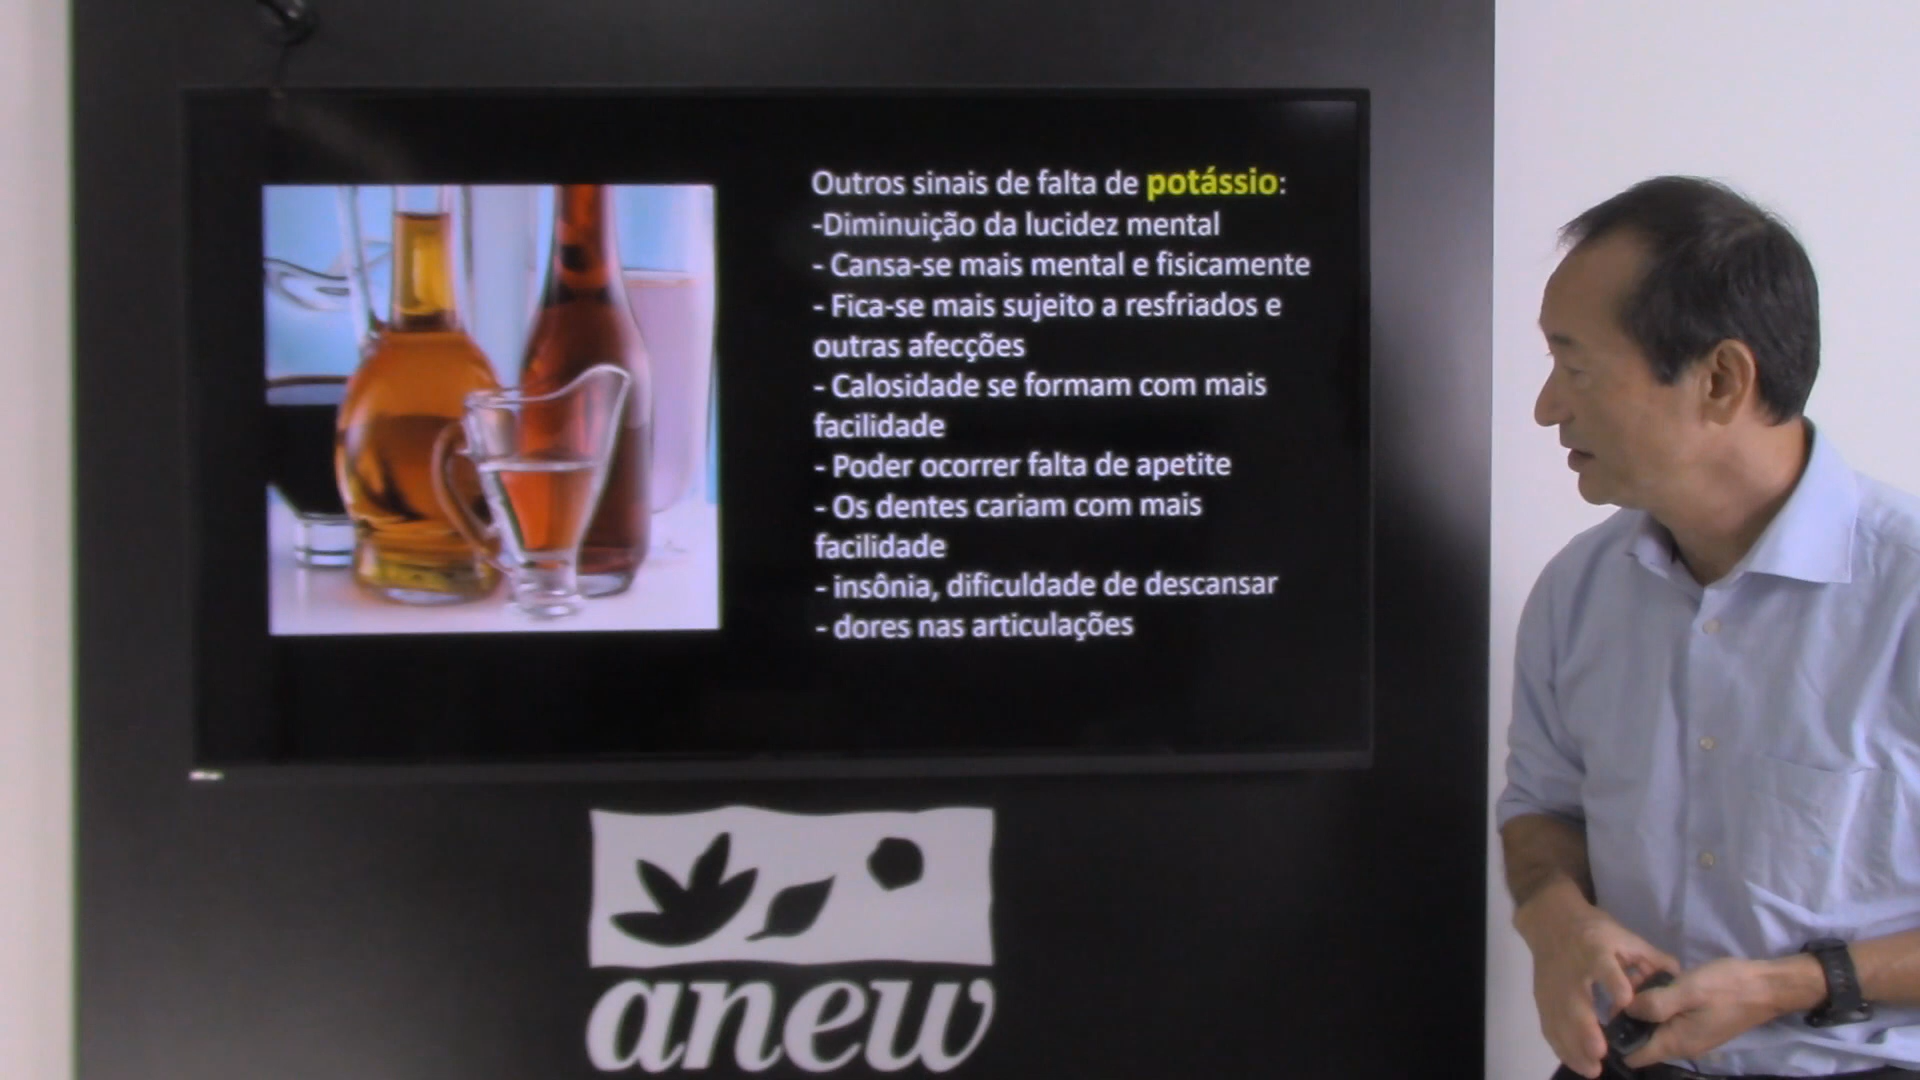 Outros sinais de falta de potássio:
-Diminuição da lucidez mental
- Cansa-se mais mental e fisicamente
- Fica-se mais sujeito a resfriados e
outras afecções
- Calosidade se formam com mais
facilidade
- Poder ocorrer falta de apetite
- Os dentes cariam com mais
facilidade
- insônia, dificuldade de descansar
- dores nas articulações
anew